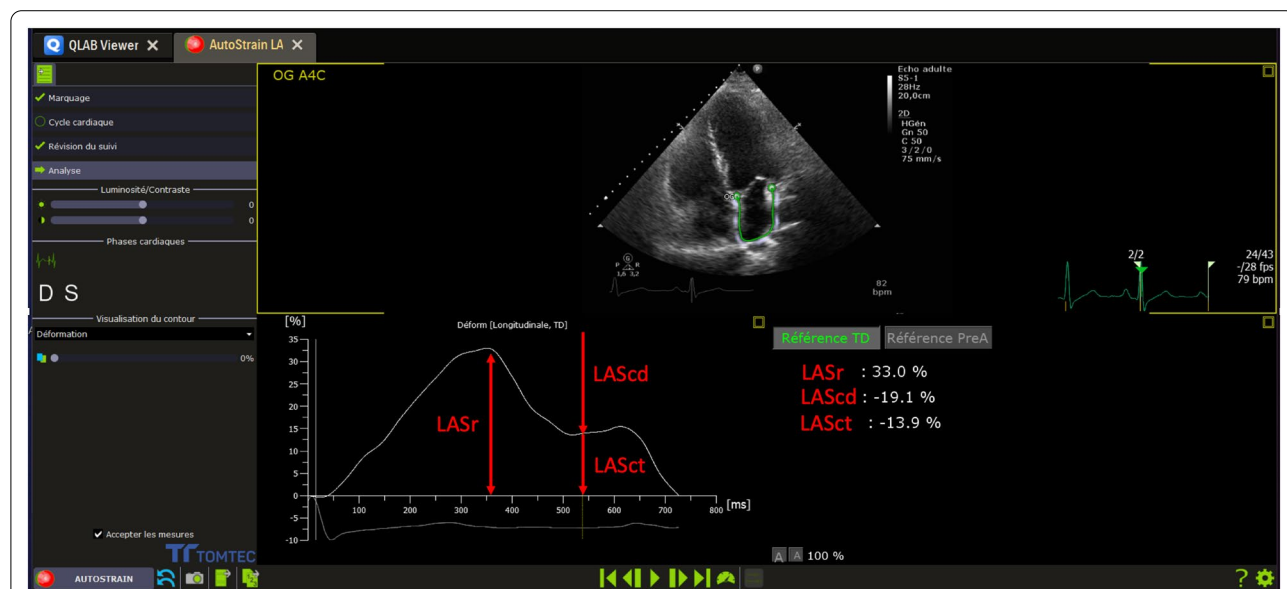 QLAB Viewer
AutoStrain LA
Marquage
Cycle cardiaque
Révision du suivi
Analyse
Luminosité/Contraste
0
0
Phases cardiaques
D S
Visualisation du contour
Déformation
0%
Accepter les mesures
TOMTEC
OG A4C
P
Echo adulte
S5-1
28Hz
20,0cm
2D
HGén
Gn 50
C 50
3/2/0
75 mm/s
OG
G
P R
1,6 3,2
82
bpm
2/2
24/43
-/28 fps
79 bpm
[%]
Déform [Longitudinale, TD]
35
30
25
20
15
10
5
0
-5
-10
100 200 300 400 500 600 700 800 [ms]
LASr
LAScd
LASct
Référence TD Référence PreA
LASr : 33.0 %
LAScd : -19.1 %
LASct : -13.9 %
A A 100 %
AUTOSTRAIN
?